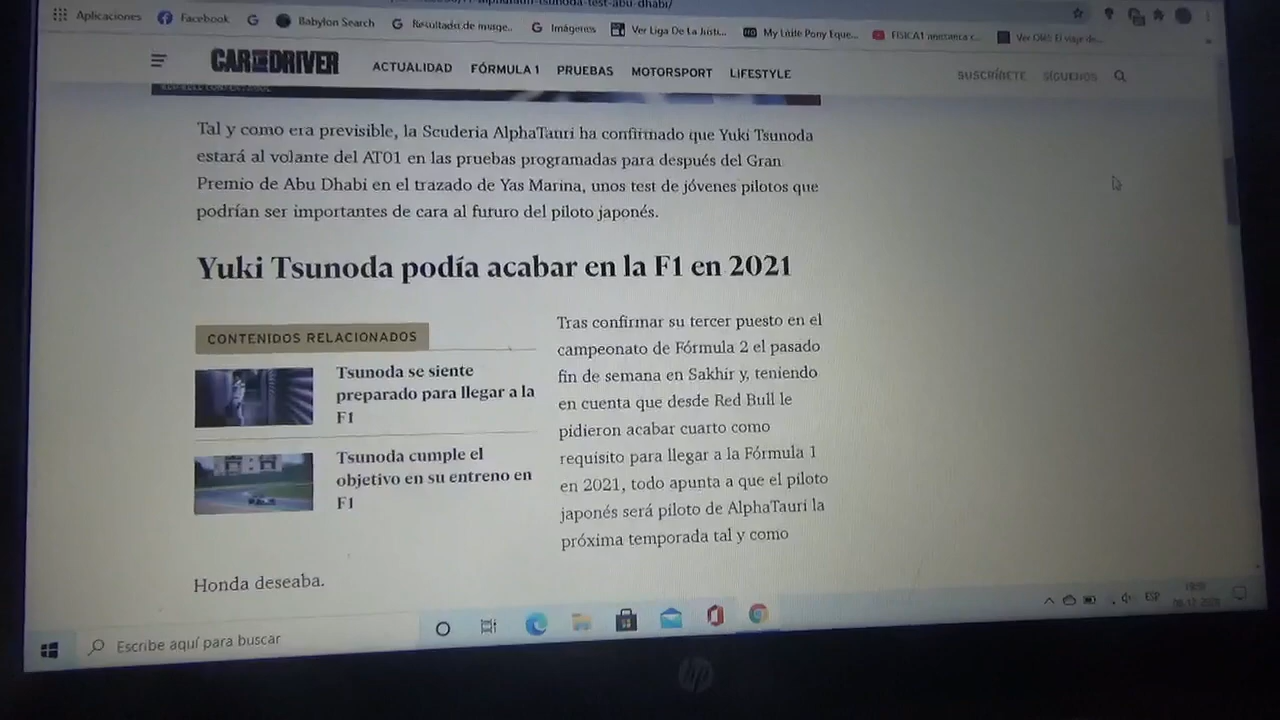 tsunoda-test-abu-dhabi/
Aplicaciones Facebook Babylon Search Resultado de image... Imágenes My Little Pony Eque...
CAR AND DRIVER ACTUALIDAD FÓRMULA 1 PRUEBAS MOTORSPORT LIFESTYLE SUSCRÍBETE SÍGUENOS
Tal y como era previsible, la Scuderia AlphaTauri ha confirmado que Yuki Tsunoda
estará al volante del AT01 en las pruebas programadas para después del Gran
Premio de Abu Dhabi en el trazado de Yas Marina, unos test de jóvenes pilotos que
podrían ser importantes de cara al futuro del piloto japonés.
Yuki Tsunoda podía acabar en la F1 en 2021
CONTENIDOS RELACIONADOS
Tsunoda se siente
preparado para llegar a la
F1
Tsunoda cumple el
objetivo en su entreno en
F1
Tras confirmar su tercer puesto en el
campeonato de Fórmula 2 el pasado
fin de semana en Sakhir y, teniendo
en cuenta que desde Red Bull le
pidieron acabar cuarto como
requisito para llegar a la Fórmula 1
en 2021, todo apunta a que el piloto
japonés será piloto de AlphaTauri la
próxima temporada tal y como
Honda deseaba.
Escribe aquí para buscar
ESP
hp